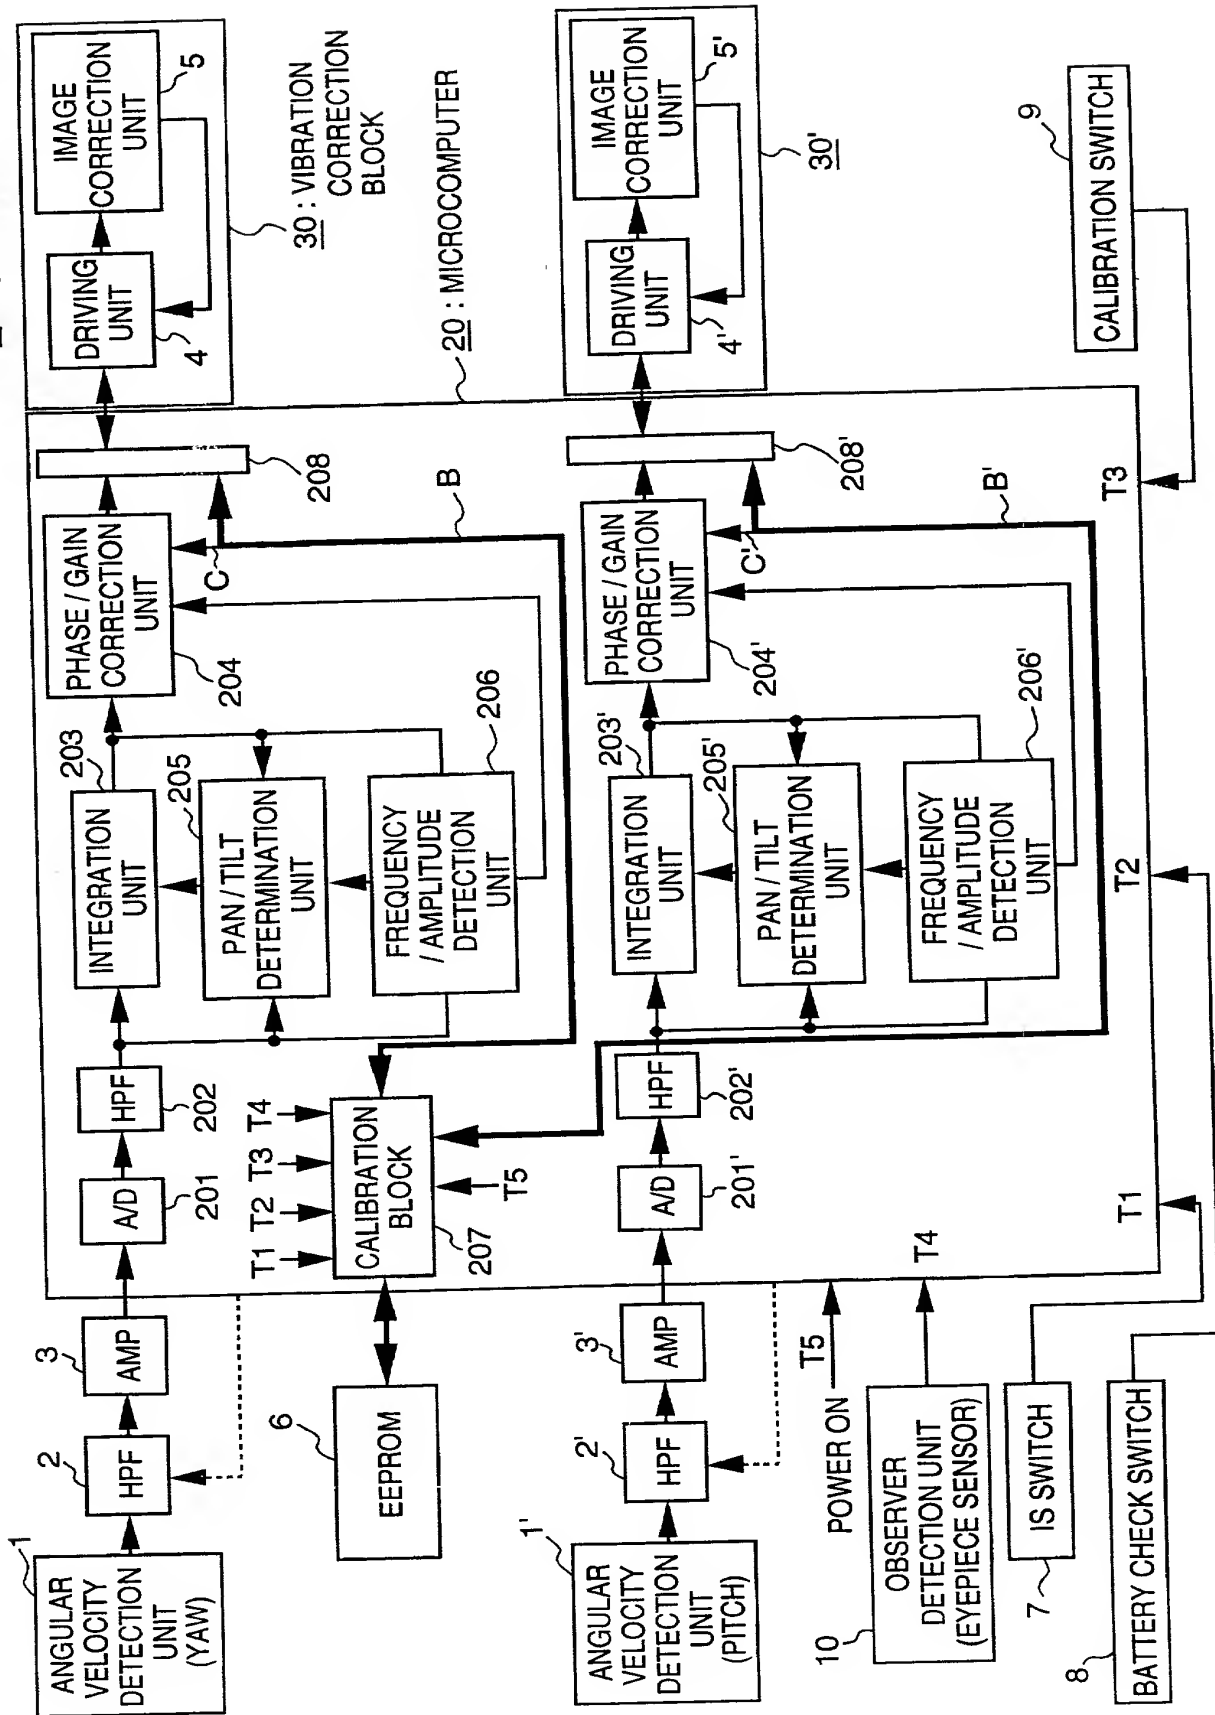 1
ANGULAR
VELOCITY
DETECTION
UNIT
(YAW)
2
HPF
3
AMP
A/D
201
HPF
202
INTEGRATION
UNIT
203
PAN / TILT
DETERMINATION
UNIT
205
FREQUENCY
/ AMPLITUDE
DETECTION
UNIT
206
PHASE / GAIN
CORRECTION
UNIT
204
C
B
208
DRIVING
UNIT
4
IMAGE
CORRECTION
UNIT
5
30 : VIBRATION
CORRECTION
BLOCK
20 : MICROCOMPUTER
6
EEPROM
T1
T2
T3
T4
CALIBRATION
BLOCK
207
T5
1'
ANGULAR
VELOCITY
DETECTION
UNIT
(PITCH)
2'
HPF
3'
AMP
A/D
201'
HPF
202'
INTEGRATION
UNIT
203'
PAN / TILT
DETERMINATION
UNIT
205'
FREQUENCY
/ AMPLITUDE
DETECTION
UNIT
206'
PHASE / GAIN
CORRECTION
UNIT
204'
C'
B'
208'
DRIVING
UNIT
4'
IMAGE
CORRECTION
UNIT
5'
30'
POWER ON
T5
10
OBSERVER
DETECTION UNIT
(EYEPIECE SENSOR)
T4
7
IS SWITCH
T1
8
BATTERY CHECK SWITCH
T2
T3
9
CALIBRATION SWITCH